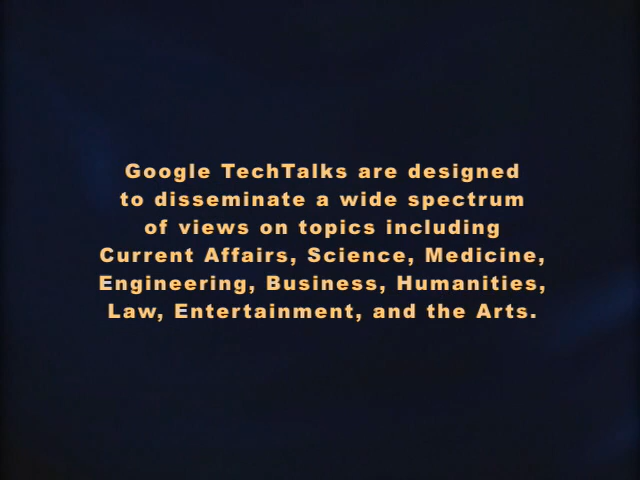 Google TechTalks are designed
to disseminate a wide spectrum
of views on topics including
Current Affairs, Science, Medicine,
Engineering, Business, Humanities,
Law, Entertainment, and the Arts.